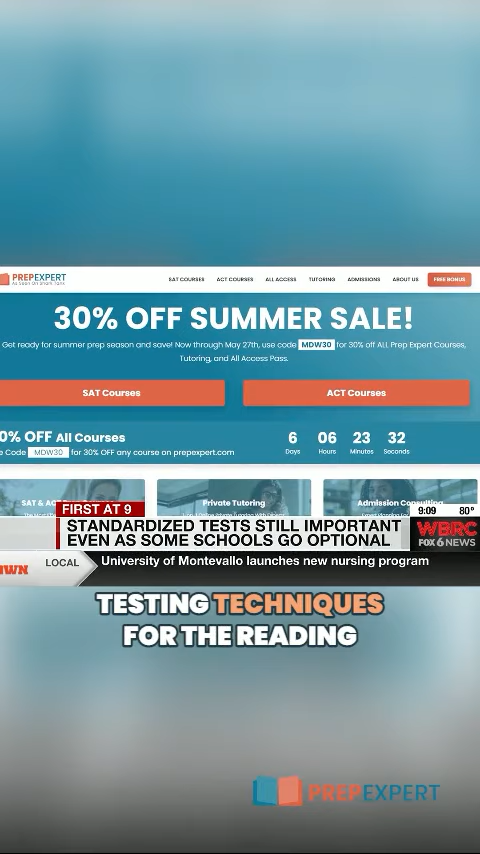 PREPEXPERT
As Seen On Shark Tank
SAT COURSES ACT COURSES ALL ACCESS TUTORING ADMISSIONS ABOUT US FREE BONUS
30% OFF SUMMER SALE!
Get ready for summer prep season and save! Now through May 27th, use code MDW30 for 30% off ALL Prep Expert Courses,
Tutoring, and All Access Pass.
SAT Courses ACT Courses
0% OFF All Courses
e Code MDW30 for 30% OFF any course on prepexpert.com
6 06 23 32
Days Hours Minutes Seconds
SAT & AC Private Tutoring Admission Consulting
FIRST AT 9
9:09 80°
STANDARDIZED TESTS STILL IMPORTANT
EVEN AS SOME SCHOOLS GO OPTIONAL
WBRC
FOX 6 NEWS
OWN LOCAL University of Montevallo launches new nursing program
TESTING TECHNIQUES
FOR THE READING
PREPEXPERT